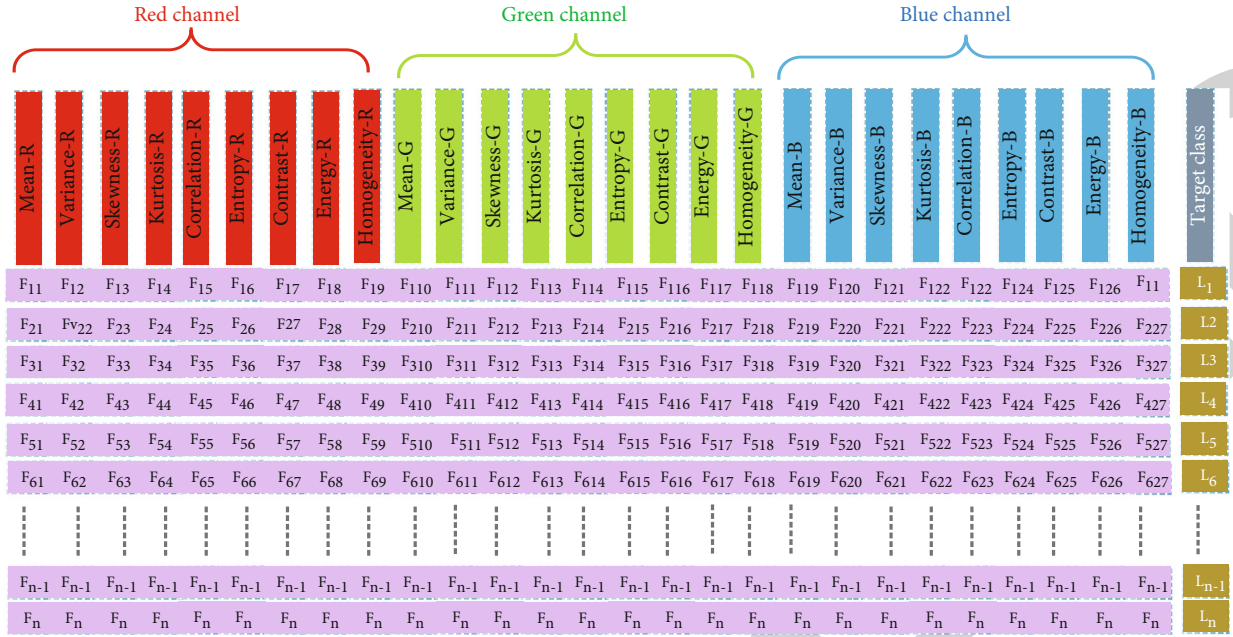 Red channel Green channel Blue channel
Mean-R Variance-R Skewness-R Kurtosis-R Correlation-R Entropy-R Contrast-R Energy-R Homogeneity-R Mean-G Variance-G Skewness-G Kurtosis-G Correlation-G Entropy-G Contrast-G Energy-G Homogeneity-G Mean-B Variance-B Skewness-B Kurtosis-B Correlation-B Entropy-B Contrast-B Energy-B Homogeneity-B Target class
F11 F12 F13 F14 F15 F16 F17 F18 F19 F110 F111 F112 F113 F114 F115 F116 F117 F118 F119 F120 F121 F122 F122 F124 F125 F126 F11 L1
F21 Fv22 F23 F24 F25 F26 F27 F28 F29 F210 F211 F212 F213 F214 F215 F216 F217 F218 F219 F220 F221 F222 F223 F224 F225 F226 F227 L2
F31 F32 F33 F34 F35 F36 F37 F38 F39 F310 F311 F312 F313 F314 F315 F316 F317 F318 F319 F320 F321 F322 F323 F324 F325 F326 F327 L3
F41 F42 F43 F44 F45 F46 F47 F48 F49 F410 F411 F412 F413 F414 F415 F416 F417 F418 F419 F420 F421 F422 F423 F424 F425 F426 F427 L4
F51 F52 F53 F54 F55 F56 F57 F58 F59 F510 F511 F512 F513 F514 F515 F516 F517 F518 F519 F520 F521 F522 F523 F524 F525 F526 F527 L5
F61 F62 F63 F64 F65 F66 F67 F68 F69 F610 F611 F612 F613 F614 F615 F616 F617 F618 F619 F620 F621 F622 F623 F624 F625 F626 F627 L6
Fn-1 Fn-1 Fn-1 Fn-1 Fn-1 Fn-1 Fn-1 Fn-1 Fn-1 Fn-1 Fn-1 Fn-1 Fn-1 Fn-1 Fn-1 Fn-1 Fn-1 Fn-1 Fn-1 Fn-1 Fn-1 Fn-1 Fn-1 Fn-1 Fn-1 Fn-1 Fn-1 Ln-1
Fn Fn Fn Fn Fn Fn Fn Fn Fn Fn Fn Fn Fn Fn Fn Fn Fn Fn Fn Fn Fn Fn Fn Fn Fn Fn Fn Ln